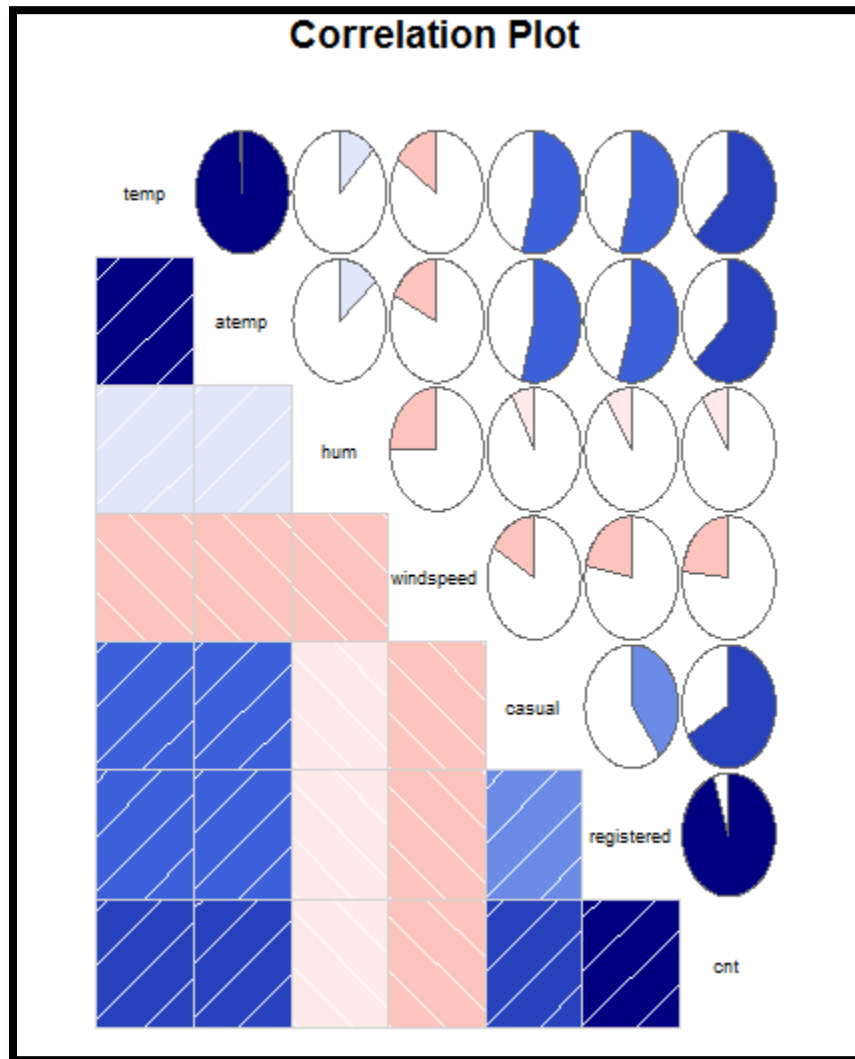 Correlation Plot
temp
atemp
hum
windspeed
casual
registered
cnt